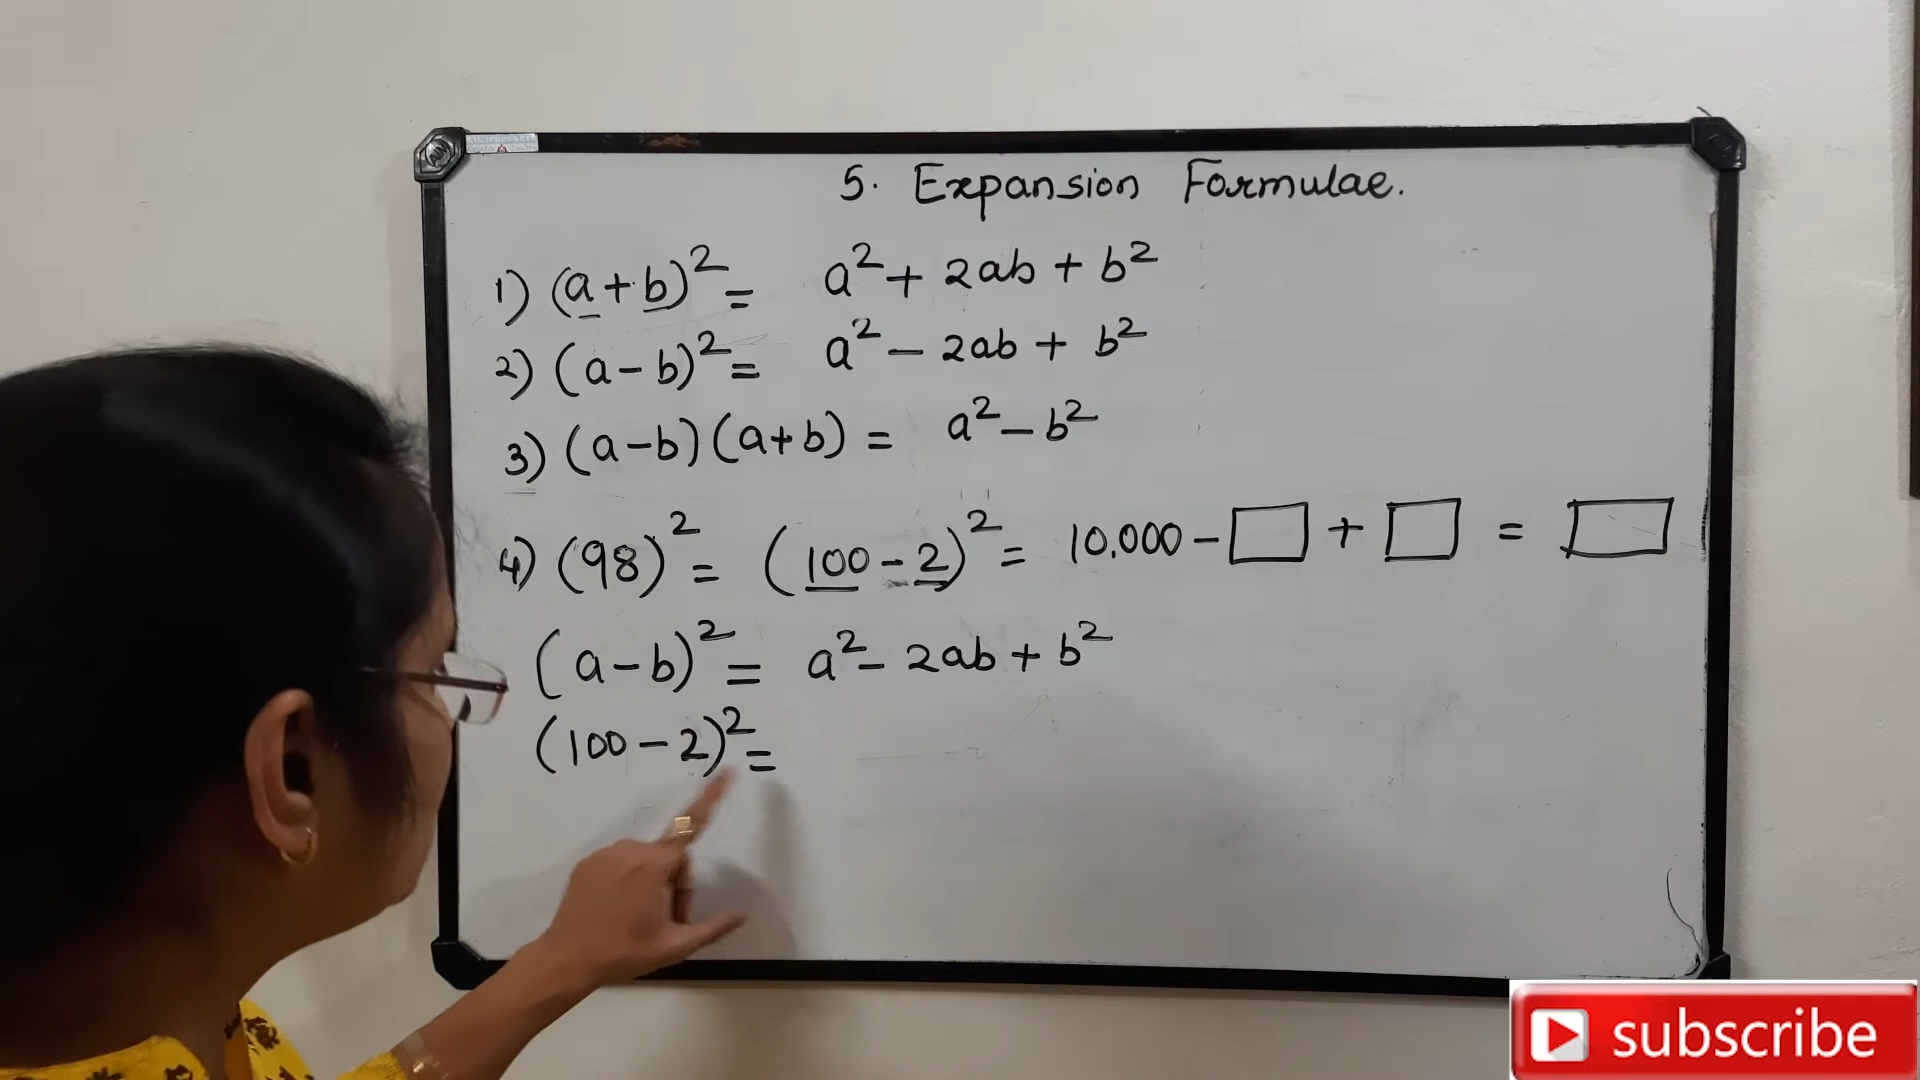 5. Expansion Formulae.
1) (a + b)² = a² + 2ab + b²
2) (a - b)² = a² - 2ab + b²
3) (a-b)(a+b) = a² - b²
4) (98)² = (100 - 2)² = 10,000 - □ + □ = □
(a - b)² = a² - 2ab + b²
(100 - 2)² =
subscribe